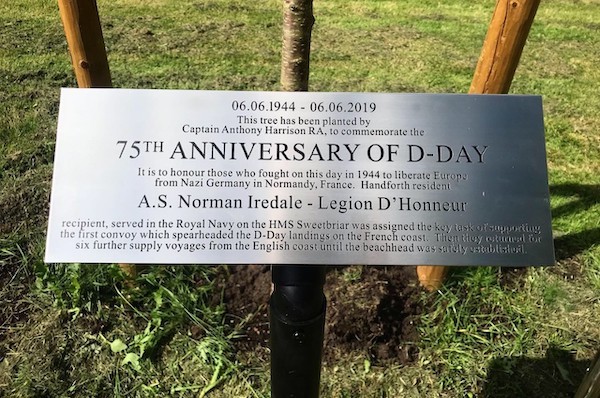 06.06.1944 - 06.06.2019
This tree has been planted by
Captain Anthony Harrison RA, to commemorate the
75TH ANNIVERSARY OF D-DAY
It is to honour those who fought on this day in 1944 to liberate Europe
from Nazi Germany in Normandy, France. Handforth resident
A.S. Norman Iredale - Legion D'Honneur
recipient, served in the Royal Navy on the HMS Sweetbriar was assigned the key task of supporting
the first convoy which spearheaded the D-Day landings on the French coast. Then they returned for
six further supply voyages from the English coast until the beachhead was safely established.